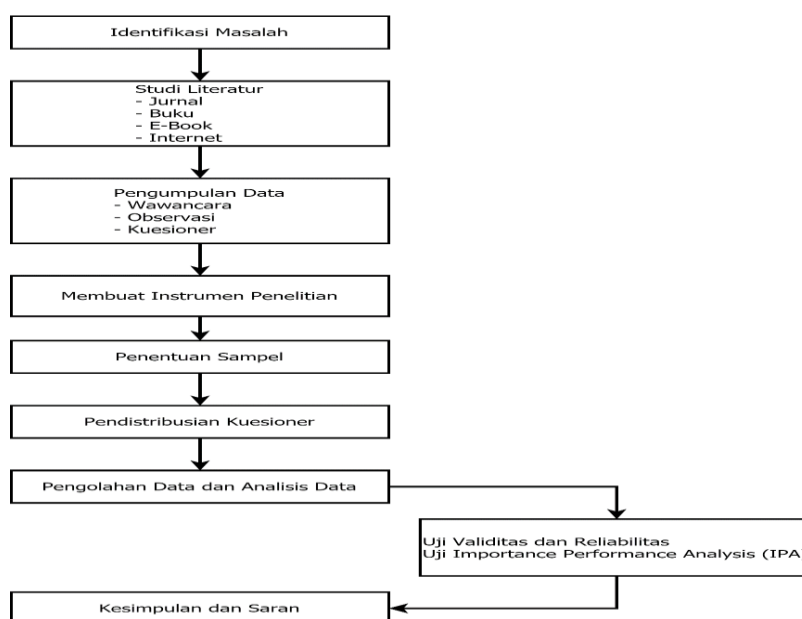 Identifikasi Masalah
Studi Literatur
- Jurnal
- Buku
- E-Book
- Internet
Pengumpulan Data
- Wawancara
- Observasi
- Kuesioner
Membuat Instrumen Penelitian
Penentuan Sampel
Pendistribusian Kuesioner
Pengolahan Data dan Analisis Data
Uji Validitas dan Reliabilitas
Uji Importance Performance Analysis (IPA)
Kesimpulan dan Saran